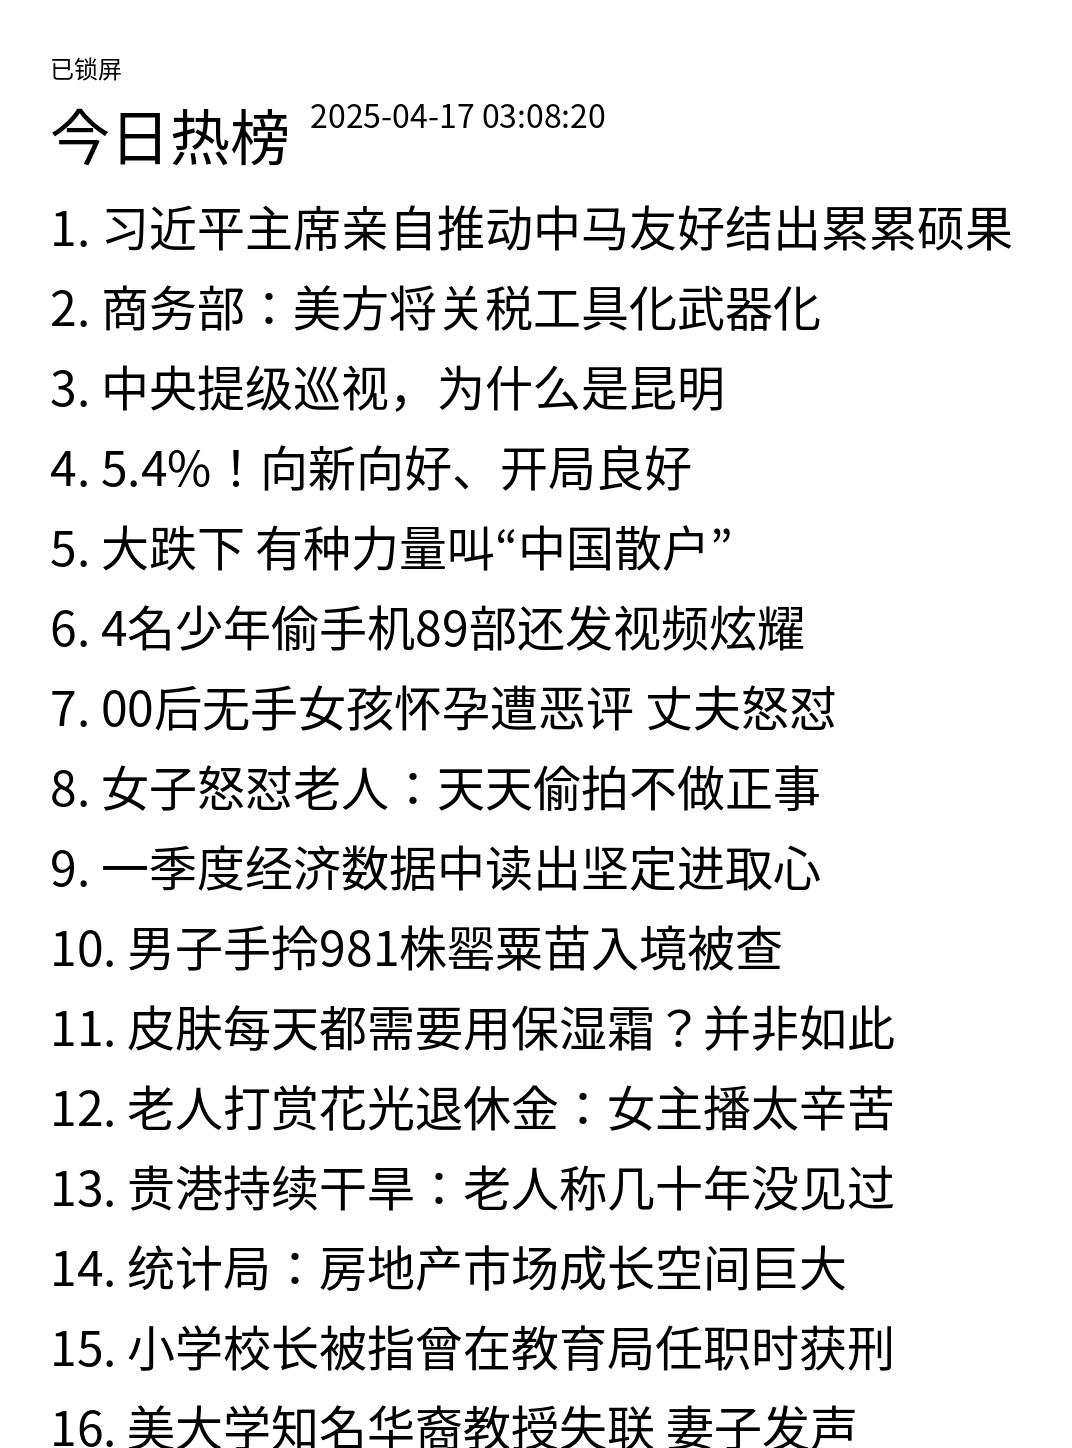 已锁屏
今日热榜 2025-04-17 03:08:20
1. 习近平主席亲自推动中马友好结出累累硕果
2. 商务部：美方将关税工具化武器化
3. 中央提级巡视，为什么是昆明
4. 5.4%！向新向好、开局良好
5. 大跌下 有种力量叫“中国散户”
6. 4名少年偷手机89部还发视频炫耀
7. 00后无手女孩怀孕遭恶评 丈夫怒怼
8. 女子怒怼老人：天天偷拍不做正事
9. 一季度经济数据中读出坚定进取心
10. 男子手拎981株罂粟苗入境被查
11. 皮肤每天都需要用保湿霜？并非如此
12. 老人打赏花光退休金：女主播太辛苦
13. 贵港持续干旱：老人称几十年没见过
14. 统计局：房地产市场成长空间巨大
15. 小学校长被指曾在教育局任职时获刑
16. 美大学知名华裔教授失联 妻子发声